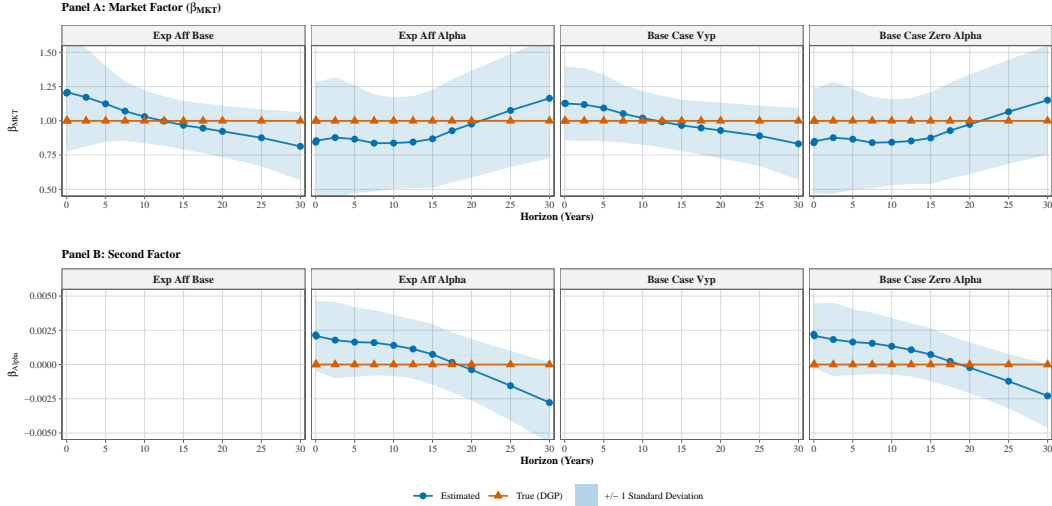 Panel A: Market Factor (β_MKT)
Exp Aff Base
Exp Aff Alpha
Base Case Vyp
Base Case Zero Alpha
β_MKT
1.50
1.25
1.00
0.75
0.50
0 5 10 15 20 25 30
0 5 10 15 20 25 30
0 5 10 15 20 25 30
0 5 10 15 20 25 30
Horizon (Years)
Panel B: Second Factor
Exp Aff Base
Exp Aff Alpha
Base Case Vyp
Base Case Zero Alpha
β_Alpha
0.0050
0.0025
0.0000
−0.0025
−0.0050
0 5 10 15 20 25 30
0 5 10 15 20 25 30
0 5 10 15 20 25 30
0 5 10 15 20 25 30
Horizon (Years)
Estimated True (DGP) +/− 1 Standard Deviation